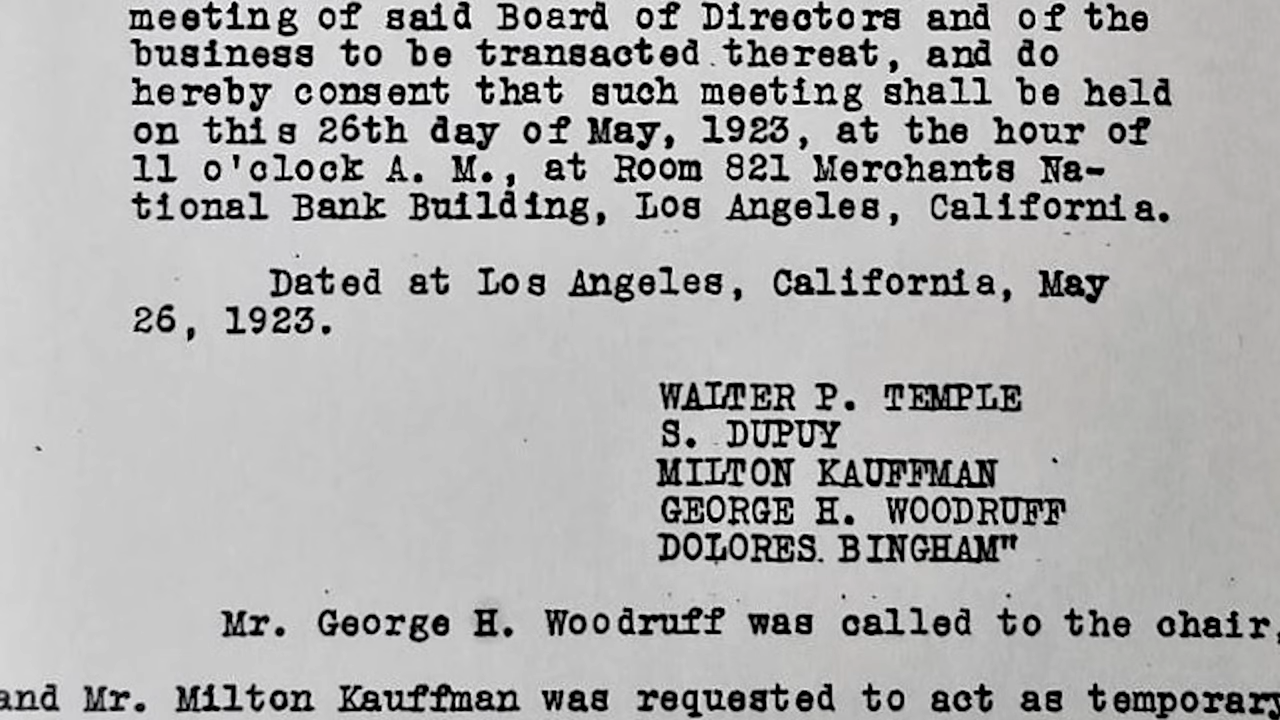 meeting of said Board of Directors and of the
business to be transacted thereat, and do
hereby consent that such meeting shall be held
on this 26th day of May, 1923, at the hour of
11 o'clock A. M., at Room 821 Merchants Na-
tional Bank Building, Los Angeles, California.
Dated at Los Angeles, California, May
26, 1923.
WALTER P. TEMPLE
S. DUPUY
MILTON KAUFFMAN
GEORGE H. WOODRUFF
DOLORES BINGHAM"
Mr. George H. Woodruff was called to the chair,
and Mr. Milton Kauffman was requested to act as temporary